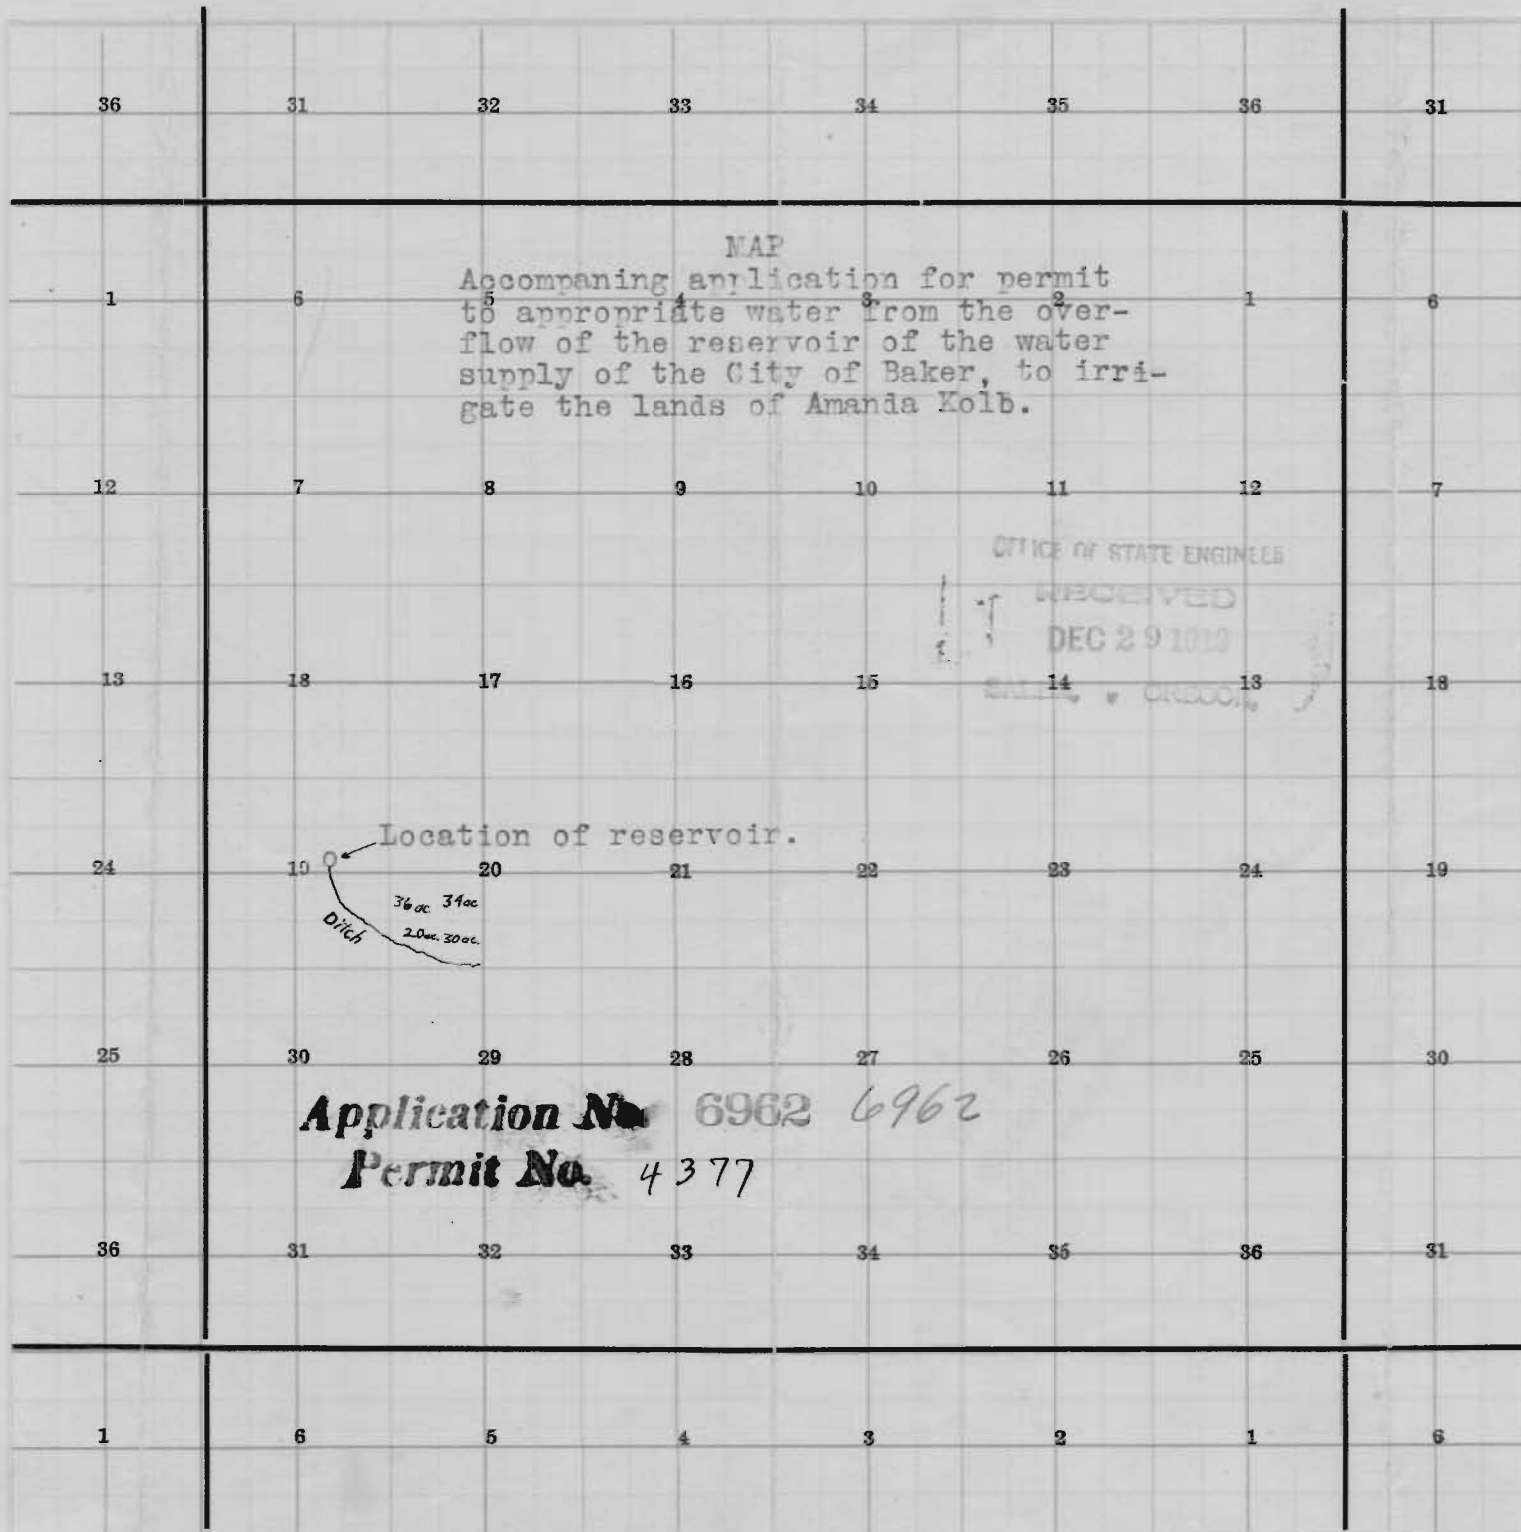 36 31 32 33 34 35 36 31
MAP
Accompaning application for permit
1 6 5 4 3 2 1 6
to appropriate water from the over-
flow of the reservoir of the water
supply of the City of Baker, to irri-
gate the lands of Amanda Kolb.
12 7 8 9 10 11 12 7
OFFICE OF STATE ENGINEER
RECEIVED
DEC 29 1919
13 18 17 16 15 14 13 18
SALEM, OREGON
Location of reservoir.
24 19 20 21 22 23 24 19
36 ac. 34 ac
Ditch
20 ac. 30 ac.
25 30 29 28 27 26 25 30
Application No 6962 6962
Permit No. 4377
36 31 32 33 34 35 36 31
1 6 5 4 3 2 1 6